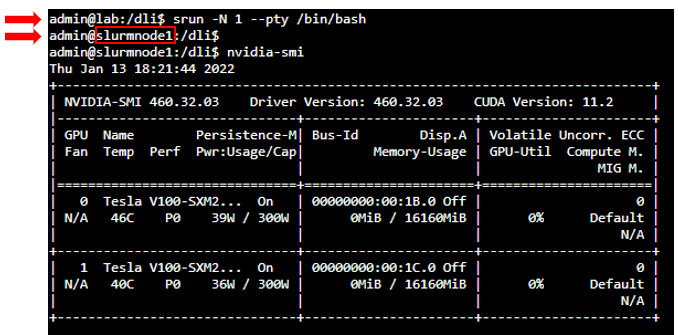 admin@lab:/dli$ srun -N 1 --pty /bin/bash
admin@slurmnode1:/dli$
admin@slurmnode1:/dli$ nvidia-smi
Thu Jan 13 18:21:44 2022
+-----------------------------------------------------------------------------+
| NVIDIA-SMI 460.32.03    Driver Version: 460.32.03    CUDA Version: 11.2     |
|-------------------------------+----------------------+----------------------+
| GPU  Name        Persistence-M| Bus-Id        Disp.A | Volatile Uncorr. ECC |
| Fan  Temp  Perf  Pwr:Usage/Cap|         Memory-Usage | GPU-Util  Compute M. |
|                               |                      |               MIG M. |
|===============================+======================+======================|
|   0  Tesla V100-SXM2...  On   | 00000000:00:1B.0 Off |                    0 |
| N/A   46C    P0    39W / 300W |      0MiB / 16160MiB |      0%      Default |
|                               |                      |                  N/A |
+-------------------------------+----------------------+----------------------+
|   1  Tesla V100-SXM2...  On   | 00000000:00:1C.0 Off |                    0 |
| N/A   40C    P0    36W / 300W |      0MiB / 16160MiB |      0%      Default |
|                               |                      |                  N/A |
+-------------------------------+----------------------+----------------------+